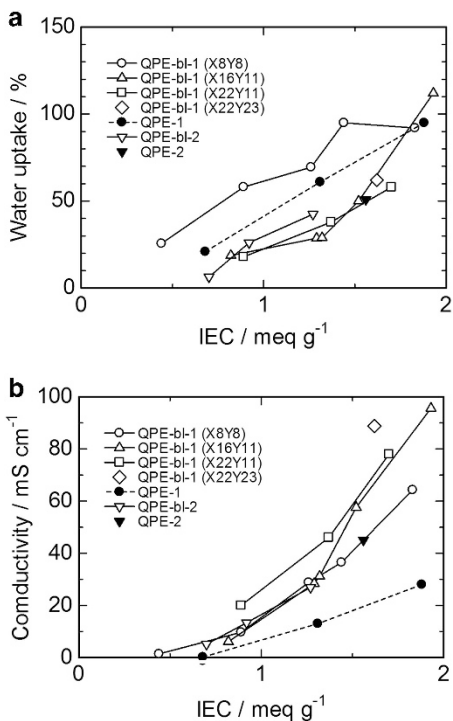 a
150
100
50
0
Water uptake / %
QPE-bl-1 (X8Y8)
QPE-bl-1 (X16Y11)
QPE-bl-1 (X22Y11)
QPE-bl-1 (X22Y23)
QPE-1
QPE-bl-2
QPE-2
0 1 2
IEC / meq g-1
b
100
80
60
40
20
0
Comductivity / mS cm-1
QPE-bl-1 (X8Y8)
QPE-bl-1 (X16Y11)
QPE-bl-1 (X22Y11)
QPE-bl-1 (X22Y23)
QPE-1
QPE-bl-2
QPE-2
0 1 2
IEC / meq g-1